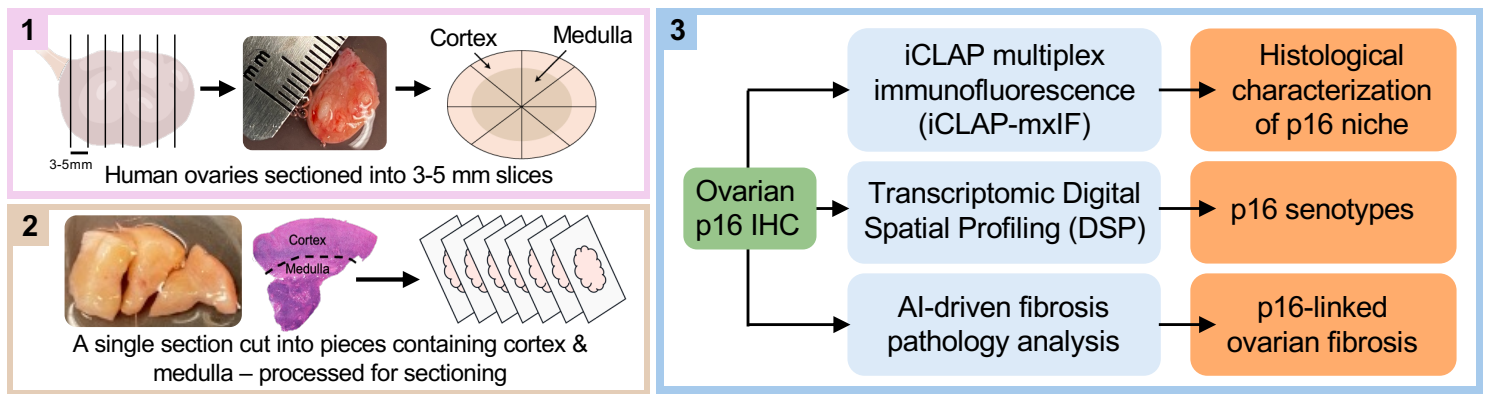 1
3-5mm
mm
Cortex
Medulla
Human ovaries sectioned into 3-5 mm slices
2
Cortex
Medulla
A single section cut into pieces containing cortex &
medulla – processed for sectioning
3
Ovarian
p16 IHC
iCLAP multiplex
immunofluorescence
(iCLAP-mxIF)
Histological
characterization
of p16 niche
Transcriptomic Digital
Spatial Profiling (DSP)
p16 senotypes
AI-driven fibrosis
pathology analysis
p16-linked
ovarian fibrosis